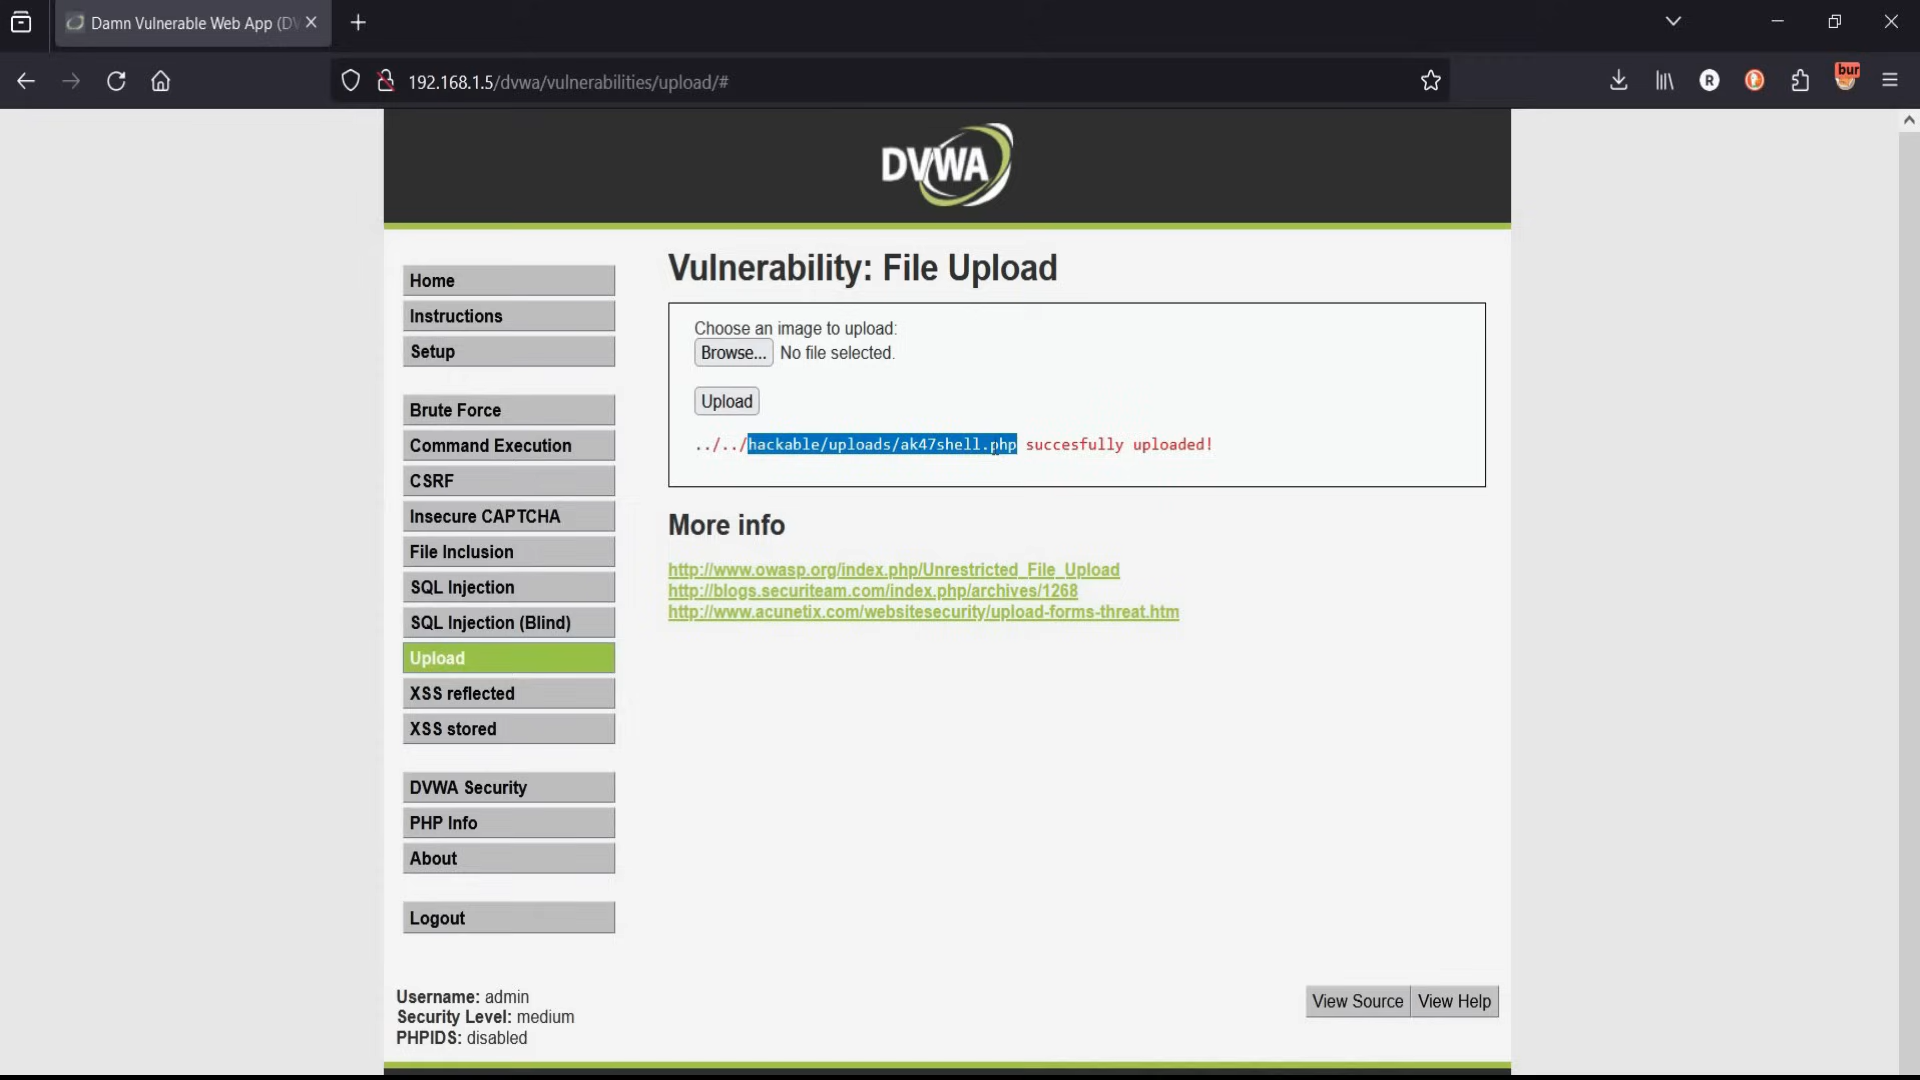 Damn Vulnerable Web App (DV
192.168.1.5/dvwa/vulnerabilities/upload/#
R
bur
DVWA
Home
Instructions
Setup
Brute Force
Command Execution
CSRF
Insecure CAPTCHA
File Inclusion
SQL Injection
SQL Injection (Blind)
Upload
XSS reflected
XSS stored
DVWA Security
PHP Info
About
Logout
Vulnerability: File Upload
Choose an image to upload:
Browse... No file selected.
Upload
../../hackable/uploads/ak47shell.php succesfully uploaded!
More info
http://www.owasp.org/index.php/Unrestricted_File_Upload
http://blogs.securiteam.com/index.php/archives/1268
http://www.acunetix.com/websitesecurity/upload-forms-threat.htm
Username: admin
Security Level: medium
PHPIDS: disabled
View Source View Help